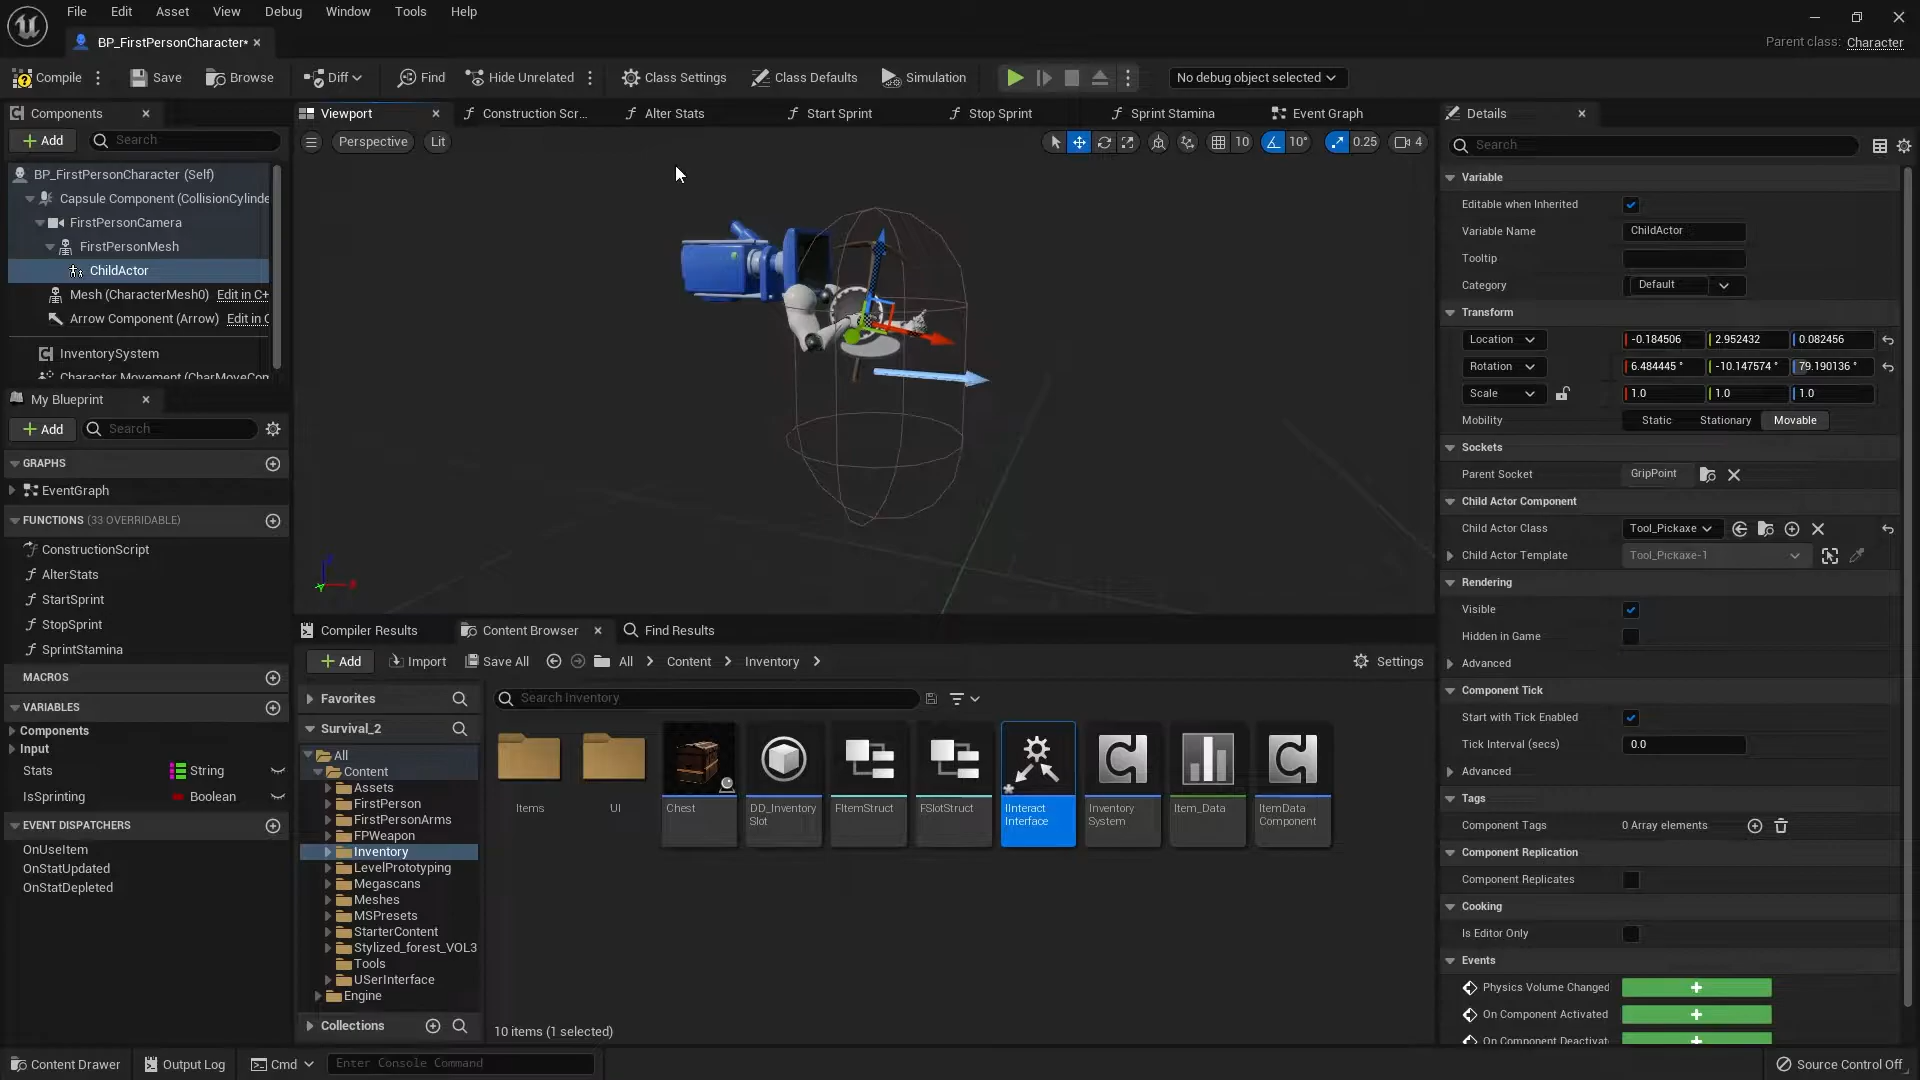 File Edit Asset View Debug Window Tools Help
BP_FirstPersonCharacter*
Parent class: Character
Compile Save Browse Diff Find Hide Unrelated Class Settings Class Defaults Simulation No debug object selected
Components
Add Search
BP_FirstPersonCharacter (Self)
Capsule Component (CollisionCylinde
FirstPersonCamera
FirstPersonMesh
ChildActor
Mesh (CharacterMesh0) Edit in C+
Arrow Component (Arrow) Edit in C
InventorySystem
Character Movement (CharMoveCom
My Blueprint
Add Search
GRAPHS
EventGraph
FUNCTIONS (33 OVERRIDABLE)
ConstructionScript
AlterStats
StartSprint
StopSprint
SprintStamina
MACROS
VARIABLES
Components
Input
Stats String
IsSprinting Boolean
EVENT DISPATCHERS
OnUseItem
OnStatUpdated
OnStatDepleted
Viewport Construction Scr... Alter Stats Start Sprint Stop Sprint Sprint Stamina Event Graph
Perspective Lit 10 10° 0.25 4
Compiler Results Content Browser Find Results
Add Import Save All All Content Inventory Settings
Favorites
Search Inventory
Survival_2
All
Content
Assets
FirstPerson
FirstPersonArms
FPWeapon
Inventory
LevelPrototyping
Megascans
Meshes
MSPresets
StarterContent
Stylized_forest_VOL3
Tools
USerInterface
Engine
Collections
Items UI Chest DD_Inventory FItemStruct FSlotStruct IInteract Inventory Item_Data ItemData
Slot Interface System Component
10 items (1 selected)
Details
Search
Variable
Editable when Inherited
Variable Name ChildActor
Tooltip
Category Default
Transform
Location -0.184506 2.952432 0.082456
Rotation 6.484445 ° -10.147574 ° 79.190136 °
Scale 1.0 1.0 1.0
Mobility Static Stationary Movable
Sockets
Parent Socket GripPoint
Child Actor Component
Child Actor Class Tool_Pickaxe
Child Actor Template Tool_Pickaxe-1
Rendering
Visible
Hidden in Game
Advanced
Component Tick
Start with Tick Enabled
Tick Interval (secs) 0.0
Advanced
Tags
Component Tags 0 Array elements
Component Replication
Component Replicates
Cooking
Is Editor Only
Events
Physics Volume Changed
On Component Activated
On Component Deactivat
Content Drawer Output Log Cmd Enter Console Command Source Control Off